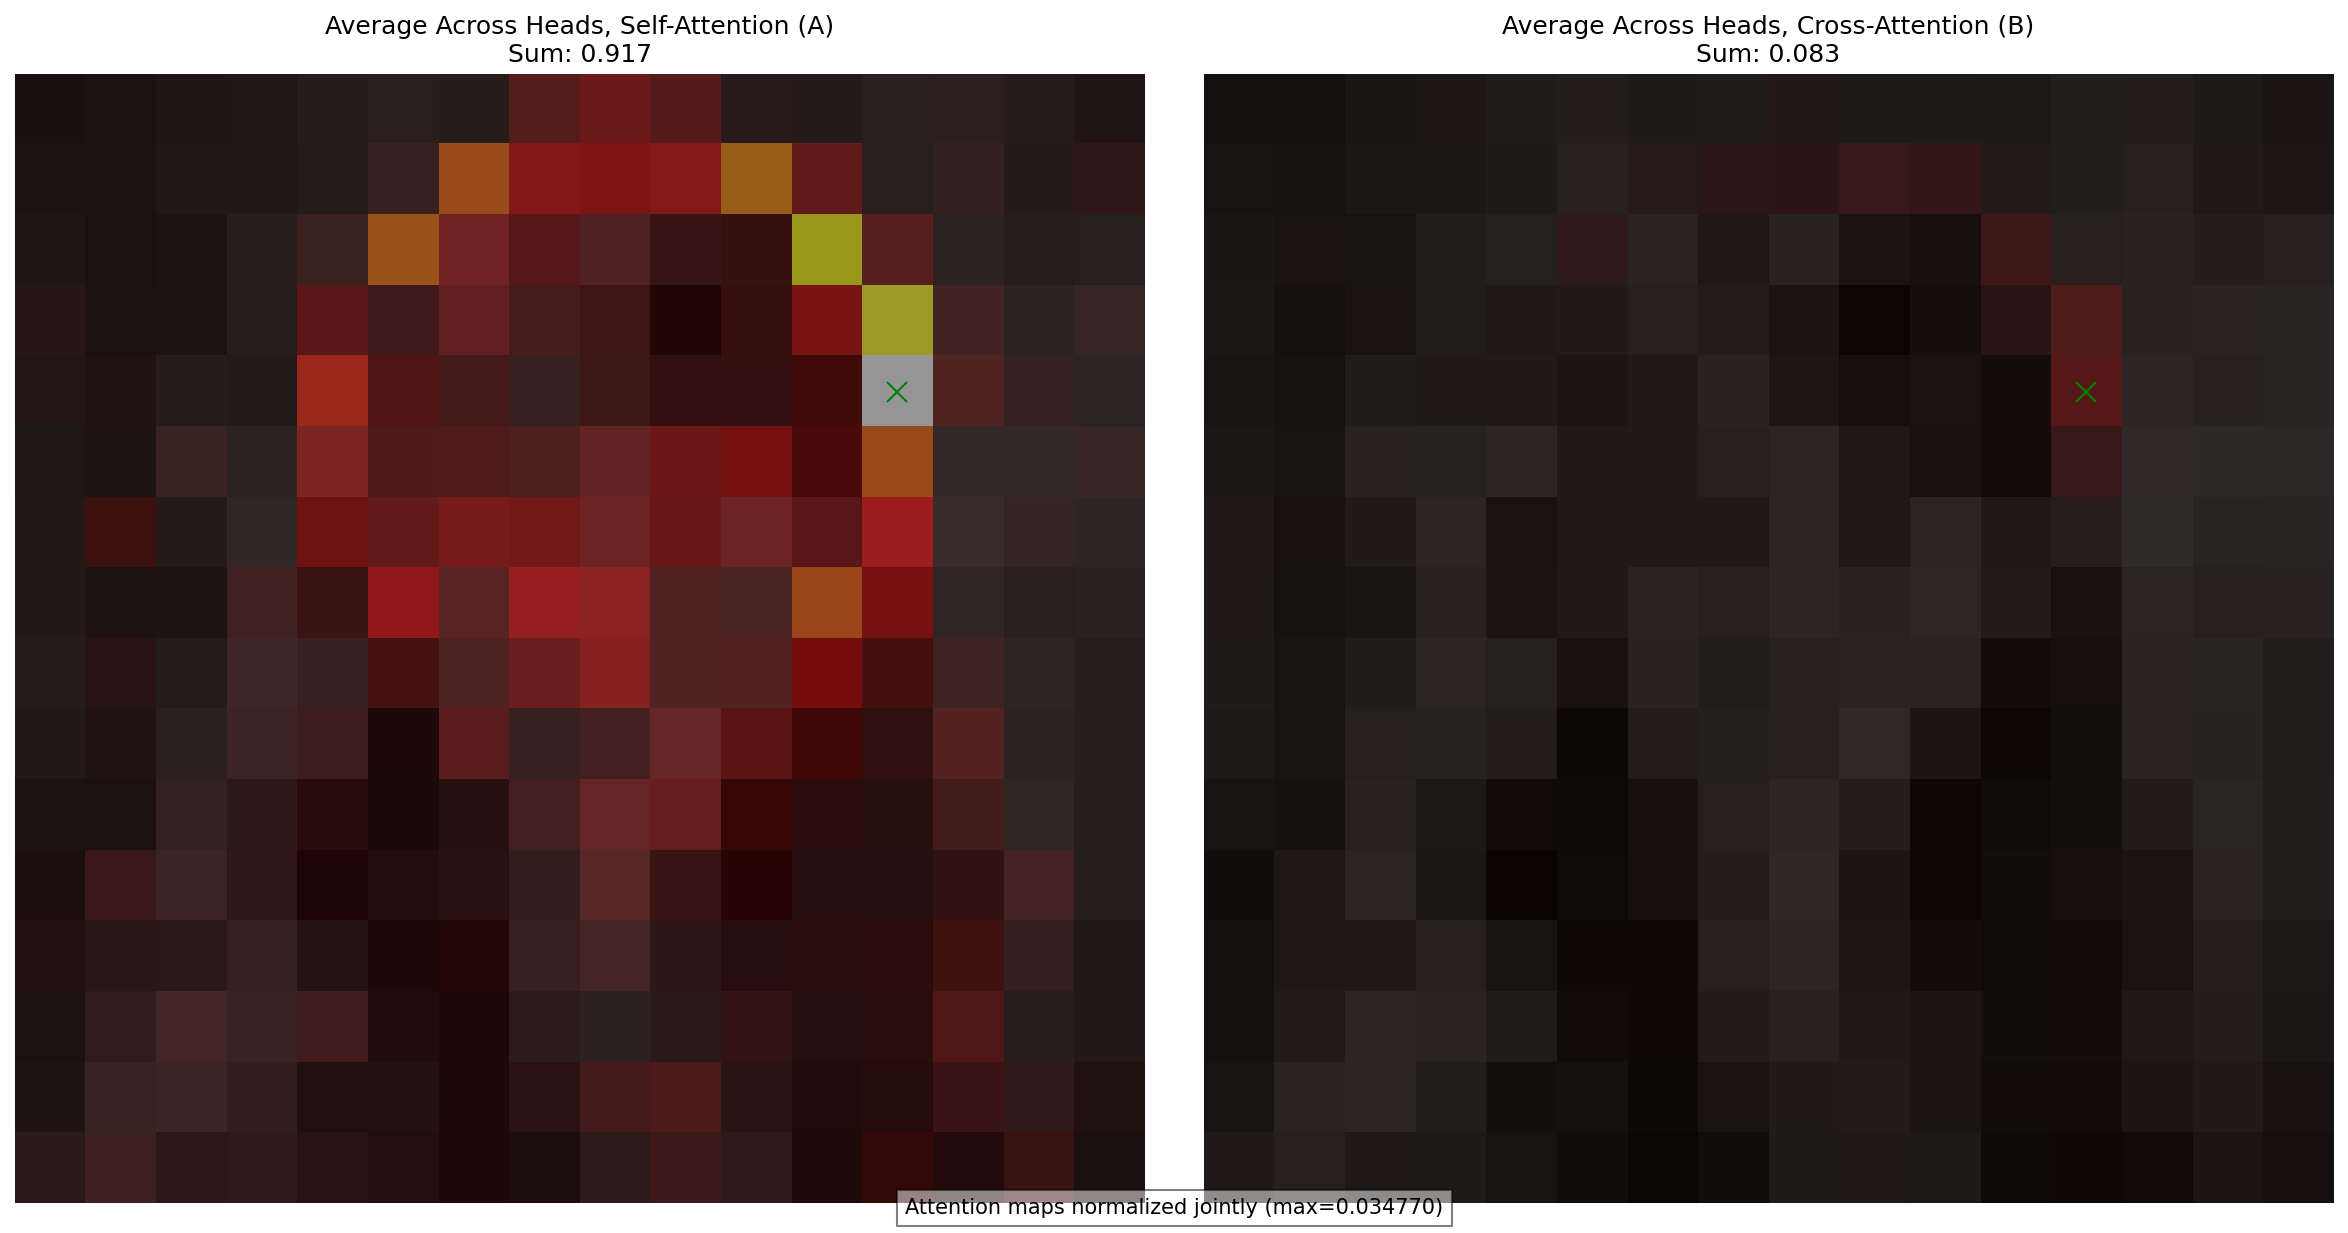 Average Across Heads, Self-Attention (A)
Sum: 0.917
Average Across Heads, Cross-Attention (B)
Sum: 0.083
Attention maps normalized jointly (max=0.034770)